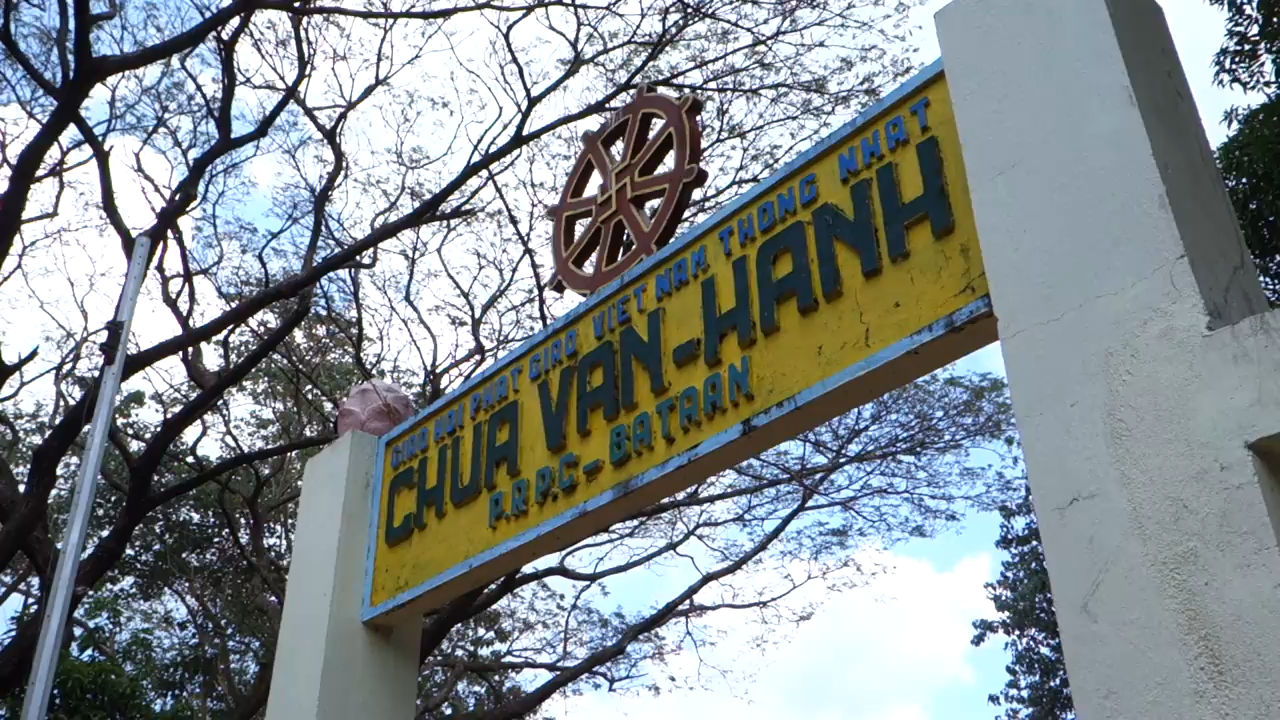 GIAO HOI PHAT GIAO VIET NAM THONG NHAT
CHUA VAN-HANH
P.R.P.C-BATAAN